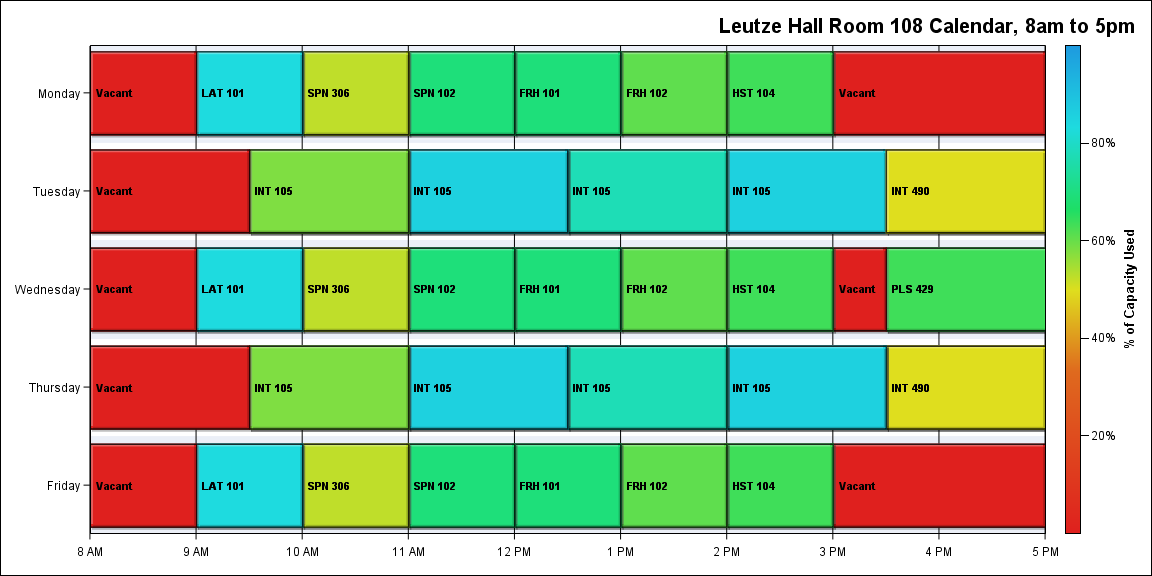 Leutze Hall Room 108 Calendar, 8am to 5pm
Monday
Vacant
LAT 101
SPN 306
SPN 102
FRH 101
FRH 102
HST 104
Vacant
Tuesday
Vacant
INT 105
INT 105
INT 105
INT 105
INT 490
Wednesday
Vacant
LAT 101
SPN 306
SPN 102
FRH 101
FRH 102
HST 104
Vacant
PLS 429
Thursday
Vacant
INT 105
INT 105
INT 105
INT 105
INT 490
Friday
Vacant
LAT 101
SPN 306
SPN 102
FRH 101
FRH 102
HST 104
Vacant
8 AM
9 AM
10 AM
11 AM
12 PM
1 PM
2 PM
3 PM
4 PM
5 PM
80%
60%
40%
20%
% of Capacity Used